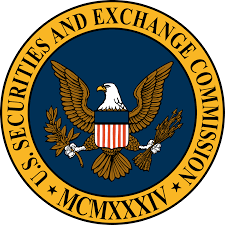 U.S. SECURITIES AND EXCHANGE COMMISSION
MCMXXXIV